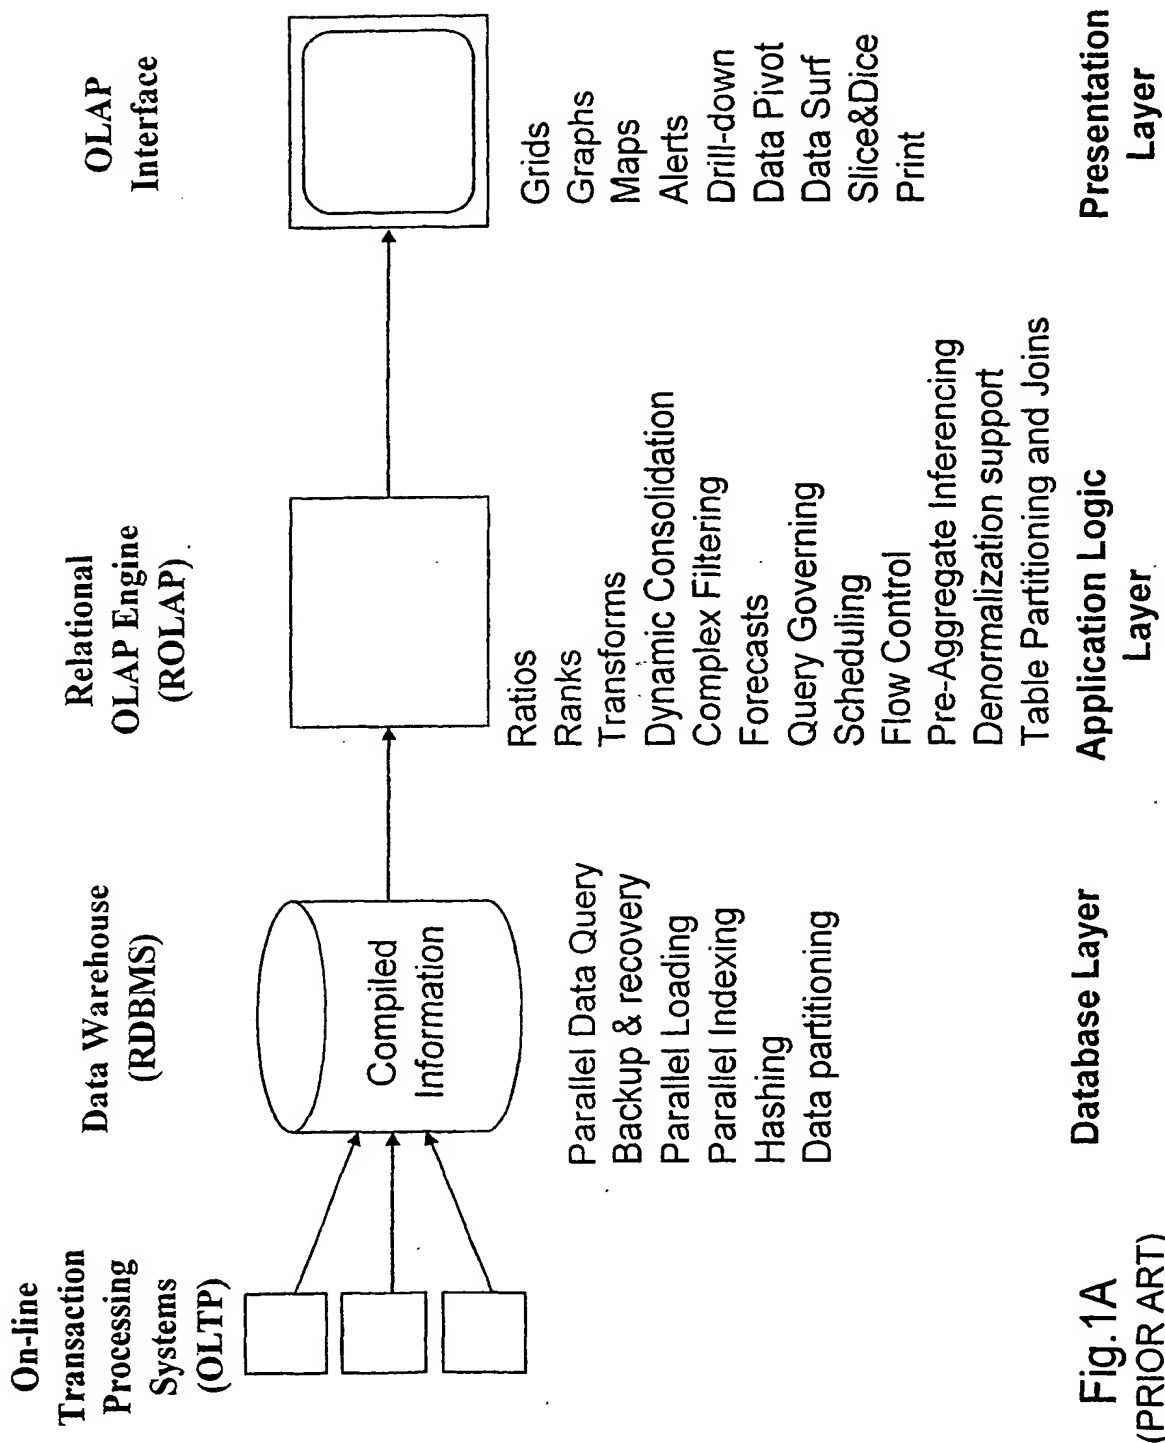 On-line
Transaction
Processing
Systems
(OLTP)
Data Warehouse
(RDBMS)
Relational
OLAP Engine
(ROLAP)
OLAP
Interface
Compiled
Information
Parallel Data Query
Backup & recovery
Parallel Loading
Parallel Indexing
Hashing
Data partitioning
Ratios
Ranks
Transforms
Dynamic Consolidation
Complex Filtering
Forecasts
Query Governing
Scheduling
Flow Control
Pre-Aggregate Inferencing
Denormalization support
Table Partitioning and Joins
Grids
Graphs
Maps
Alerts
Drill-down
Data Pivot
Data Surf
Slice&Dice
Print
Database Layer
Application Logic
Layer
Presentation
Layer
Fig.1A
(PRIOR ART)